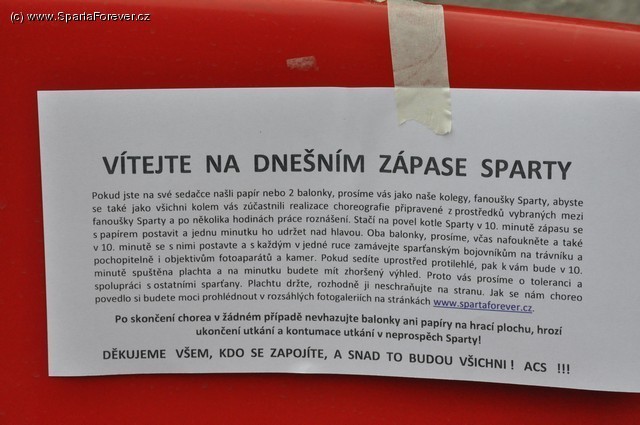 (c) www.SpartaForever.cz
VÍTEJTE NA DNEŠNÍM ZÁPASE SPARTY
Pokud jste na své sedačce našli papír nebo 2 balonky, prosíme vás jako naše kolegy, fanoušky Sparty, abyste
se také jako všichni kolem vás zúčastnili realizace choreografie připravené z prostředků vybraných mezi
fanoušky Sparty a po několika hodinách práce roznášení. Stačí na povel kotle Sparty v 10. minutě zápasu se
s papírem postavit a jednu minutku ho udržet nad hlavou. Oba balonky, prosíme, včas nafoukněte a také
v 10. minutě se s nimi postavte a s každým v jedné ruce zamávejte sparťanským bojovníkům na trávníku a
pochopitelně i objektivům fotoaparátů a kamer. Pokud sedíte uprostřed protilehlé, pak k vám bude v 10.
minutě spuštěna plachta a na minutku budete mít zhoršený výhled. Proto vás prosíme o toleranci a
spolupráci s ostatními sparťany. Plachtu držte, rozhodně ji neschraňujte na stranu. Jak se nám choreo
povedlo si budete moci prohlédnout v rozsáhlých fotogaleriích na stránkách www.spartaforever.cz.
Po skončení chorea v žádném případě nevhazujte balonky ani papíry na hrací plochu, hrozí
ukončení utkání a kontumace utkání v neprospěch Sparty!
DĚKUJEME VŠEM, KDO SE ZAPOJÍTE, A SNAD TO BUDOU VŠICHNI ! ACS !!!